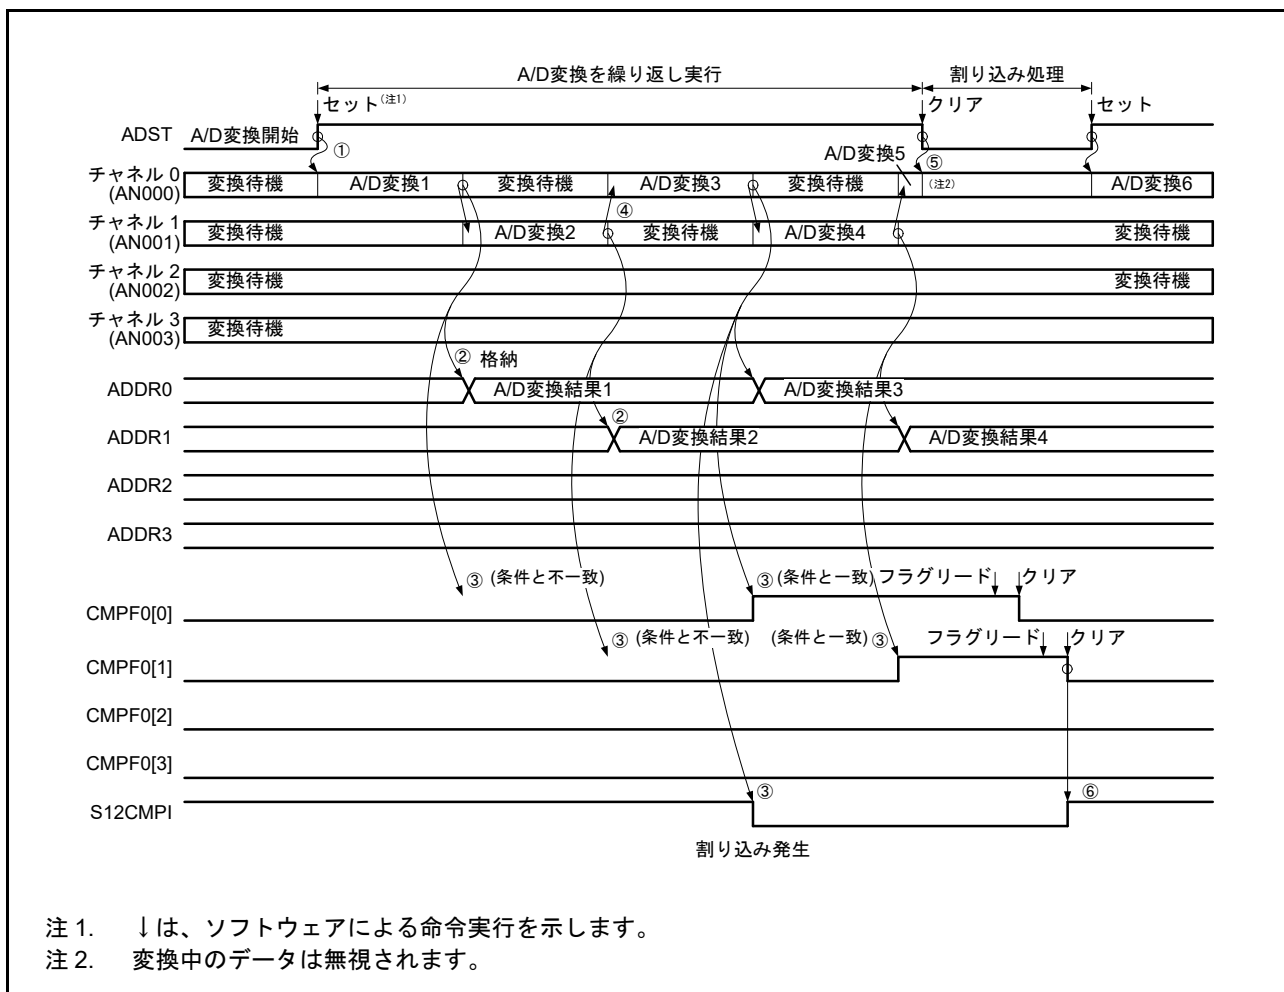 A/D変換を繰り返し実行 割り込み処理
セット(注1) クリア セット
ADST A/D変換開始 ①
A/D変換5 ⑤
チャネル 0
(AN000) 変換待機 A/D変換1 変換待機 A/D変換3 変換待機 (注2) A/D変換6
④
チャネル 1
(AN001) 変換待機 A/D変換2 変換待機 A/D変換4 変換待機
チャネル 2
(AN002) 変換待機 変換待機
チャネル 3
(AN003) 変換待機
② 格納
ADDR0 A/D変換結果1 A/D変換結果3
②
ADDR1 A/D変換結果2 A/D変換結果4
ADDR2
ADDR3
③ (条件と不一致) ③ (条件と一致) フラグリード クリア
CMPF0[0]
③ (条件と不一致) (条件と一致) ③ フラグリード クリア
CMPF0[1]
CMPF0[2]
CMPF0[3]
③ ⑥
S12CMPI
割り込み発生
注 1. ↓は、ソフトウェアによる命令実行を示します。
注 2. 変換中のデータは無視されます。